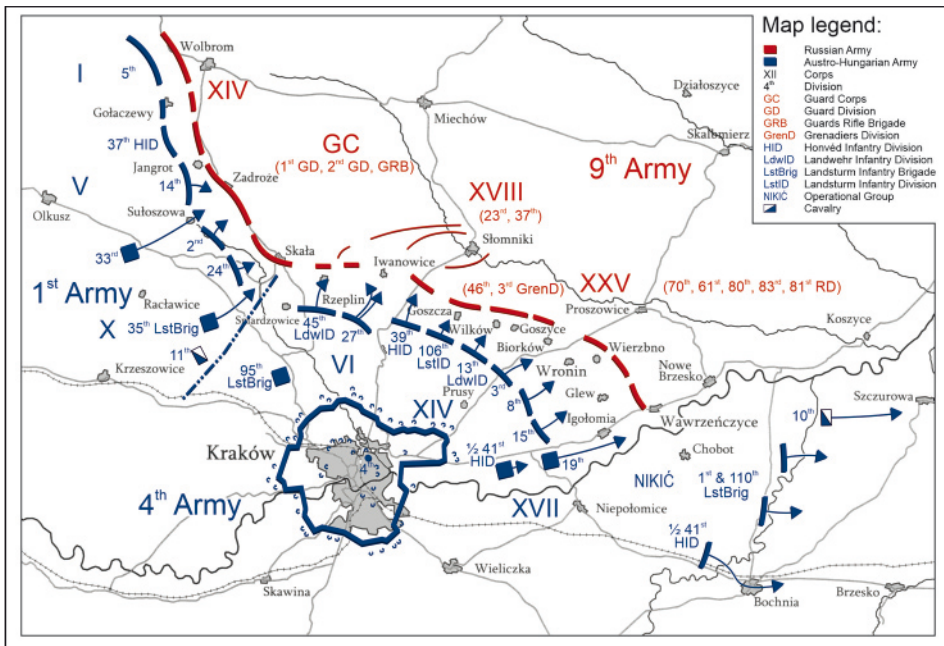 Map legend:
Russian Army
Austro-Hungarian Army
XII Corps
4th Division
GC Guard Corps
GD Guard Division
GRB Guards Rifle Brigade
GrenD Grenadiers Division
HID Honvéd Infantry Division
LdwID Landwehr Infantry Division
LstBrig Landsturm Infantry Brigade
LstID Landsturm Infantry Division
NIKIĆ Operational Group
Cavalry
Wolbrom
I
5th
XIV
Działoszyce
Gołaczewy
Miechów
Skalbmierz
37th HID
GC
(1st GD, 2nd GD, GRB)
9th Army
Jangrot
V
14th
Zadroże
XVIII
(23rd, 37th)
Olkusz
Sułoszowa
2nd
Słomniki
33rd
Skała
Iwanowice
24th
1st Army
(46th, 3rd GrenD)
XXV
(70th, 61st, 80th, 83rd, 81st RD)
Racławice
Rzeplin
Goszcza
Proszowice
X
35th LstBrig
Smardzowice
45th
LdwID
27th
39th
HID
Wilków
Goszyce
Koszyce
106th
LstID
Biorków
Wierzbno
11th
VI
13th
LdwID
Wronin
Nowe
Brzesko
Krzeszowice
95th
LstBrig
3rd
Prusy
Glew
8th
Szczurowa
XIV
Igołomia
15th
Wawrzeńczyce
10th
Kraków
½ 41st
HID
19th
Chobot
4th
NIKIĆ
1st & 110th
LstBrig
4th Army
XVII
Niepołomice
½ 41st
HID
Wieliczka
Skawina
Bochnia
Brzesko